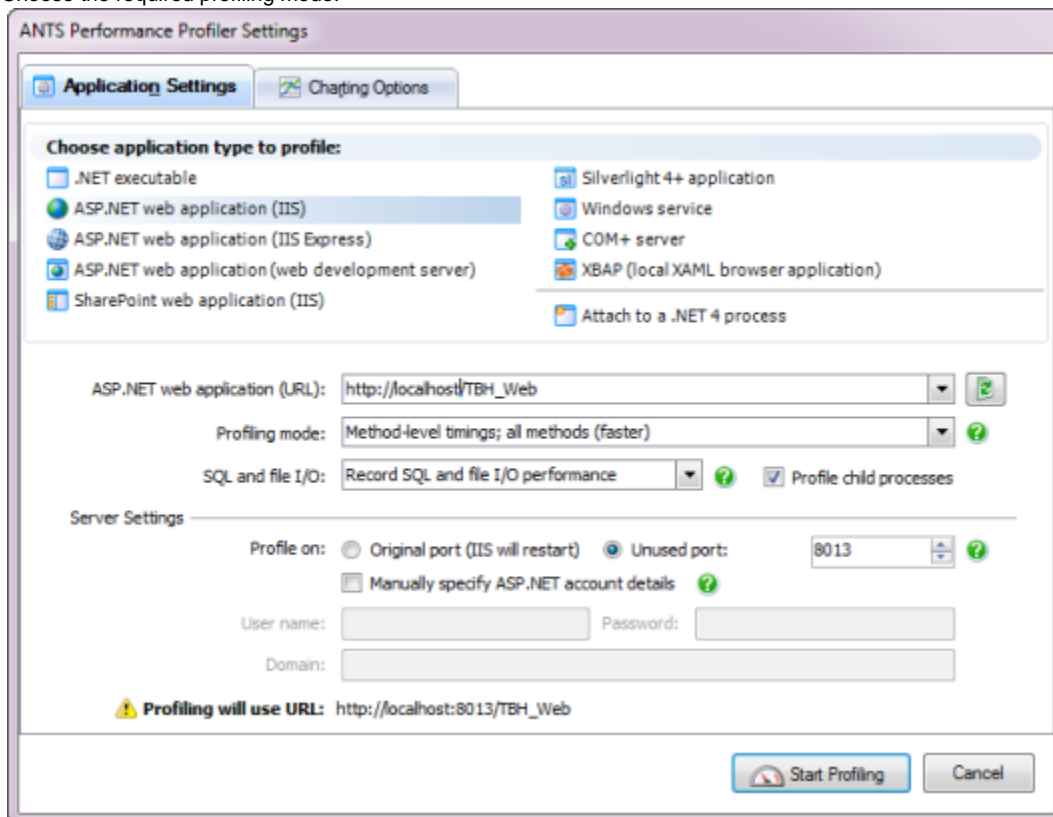 Choose the required profiling mode.
ANTS Performance Profiler Settings
Application Settings
Charting Options
Choose application type to profile:
.NET executable
ASP.NET web application (IIS)
ASP.NET web application (IIS Express)
ASP.NET web application (web development server)
SharePoint web application (IIS)
Silverlight 4+ application
Windows service
COM+ server
XBAP (local XAML browser application)
Attach to a .NET 4 process
ASP.NET web application (URL): http://localhost/TBH_Web
Profiling mode: Method-level timings; all methods (faster)
SQL and file I/O: Record SQL and file I/O performance Profile child processes
Server Settings
Profile on: Original port (IIS will restart) Unused port: 8013
Manually specify ASP.NET account details
User name: Password:
Domain:
Profiling will use URL: http://localhost:8013/TBH_Web
Start Profiling Cancel